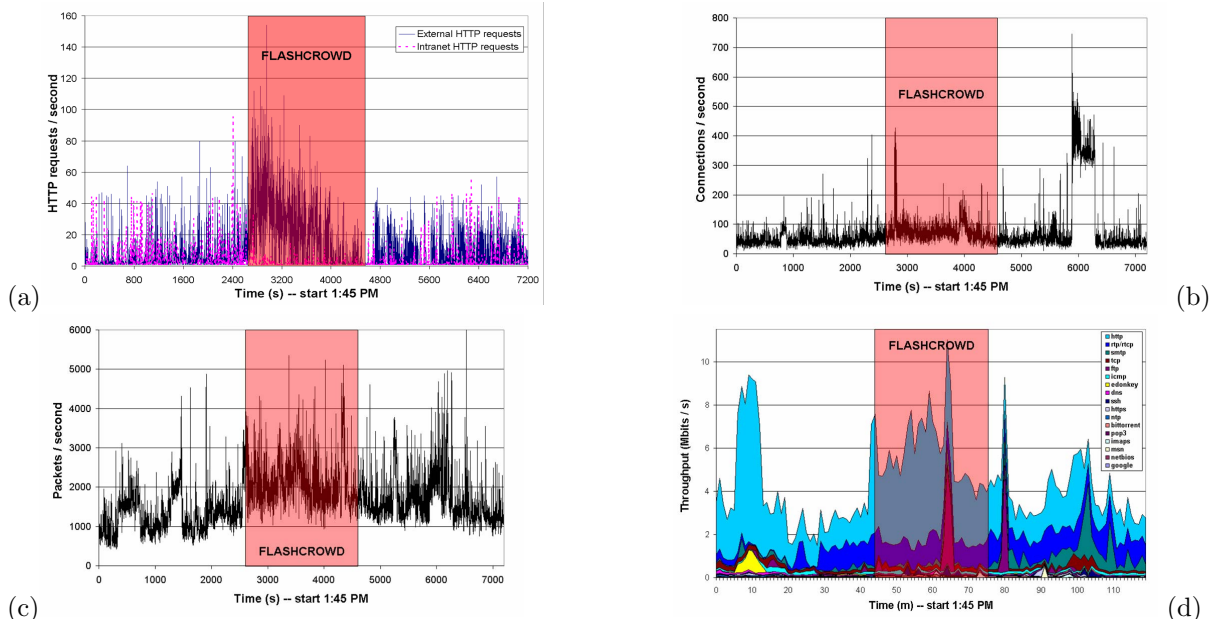 160
140
120
100
80
60
40
20
0
HTTP requests / second
FLASHCROWD
External HTTP requests
Intranet HTTP requests
0 800 1600 2400 3200 4000 4800 5600 6400 7200
Time (s) -- start 1:45 PM
(a)
800
700
600
500
400
300
200
100
0
Connections / second
FLASHCROWD
0 1000 2000 3000 4000 5000 6000 7000
Time (s) -- start 1:45 PM
(b)
6000
5000
4000
3000
2000
1000
0
Packets / second
FLASHCROWD
0 1000 2000 3000 4000 5000 6000 7000
Time (s) -- start 1:45 PM
(c)
10
8
6
4
2
0
Throughput (Mbits / s)
FLASHCROWD
http
rtp/rtcp
smtp
tcp
ftp
icmp
edonkey
dns
ssh
https
ntp
bittorrent
pop3
imaps
msn
netbios
google
0 10 20 30 40 50 60 70 80 90 100 110
Time (m) -- start 1:45 PM
(d)